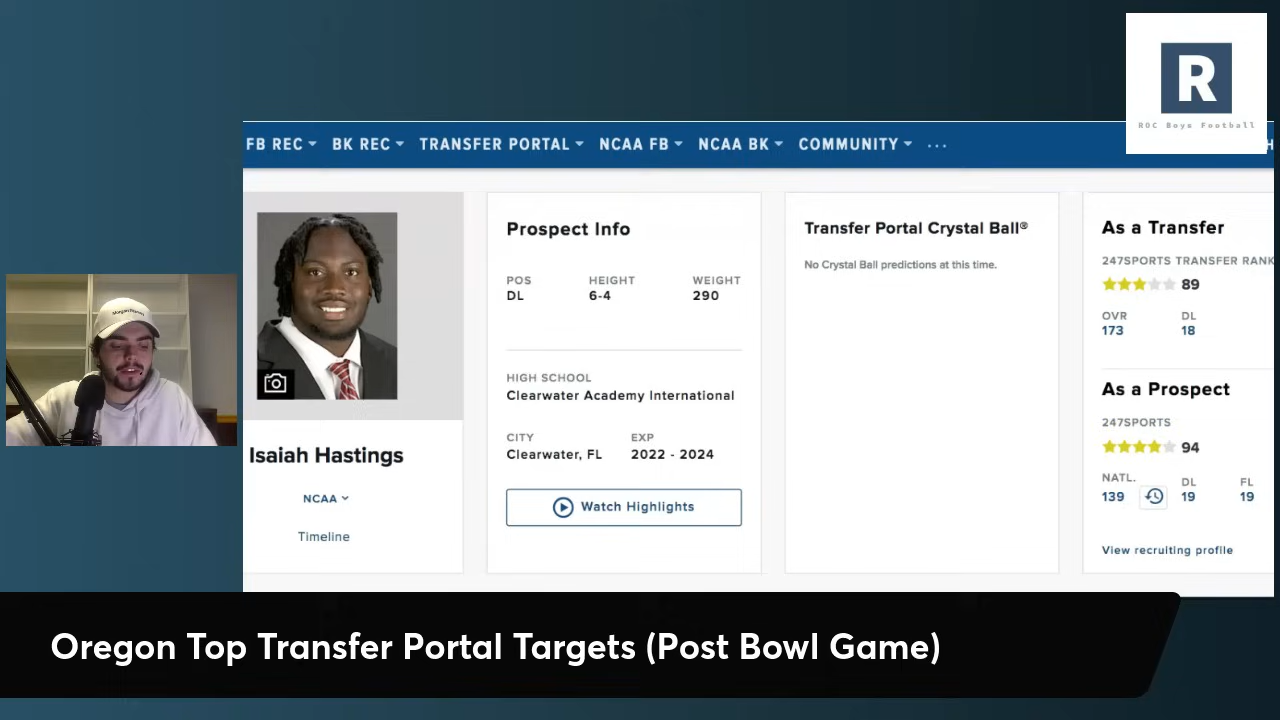 R
ROC Boys Football
FB REC BK REC TRANSFER PORTAL NCAA FB NCAA BK COMMUNITY ...
H
Isaiah Hastings
NCAA
Timeline
Prospect Info
POS HEIGHT WEIGHT
DL 6-4 290
HIGH SCHOOL
Clearwater Academy International
CITY EXP
Clearwater, FL 2022 - 2024
Watch Highlights
Transfer Portal Crystal Ball®
No Crystal Ball predictions at this time.
As a Transfer
247SPORTS TRANSFER RANK
89
OVR DL
173 18
As a Prospect
247SPORTS
94
NATL. DL FL
139 19 19
View recruiting profile
Oregon Top Transfer Portal Targets (Post Bowl Game)